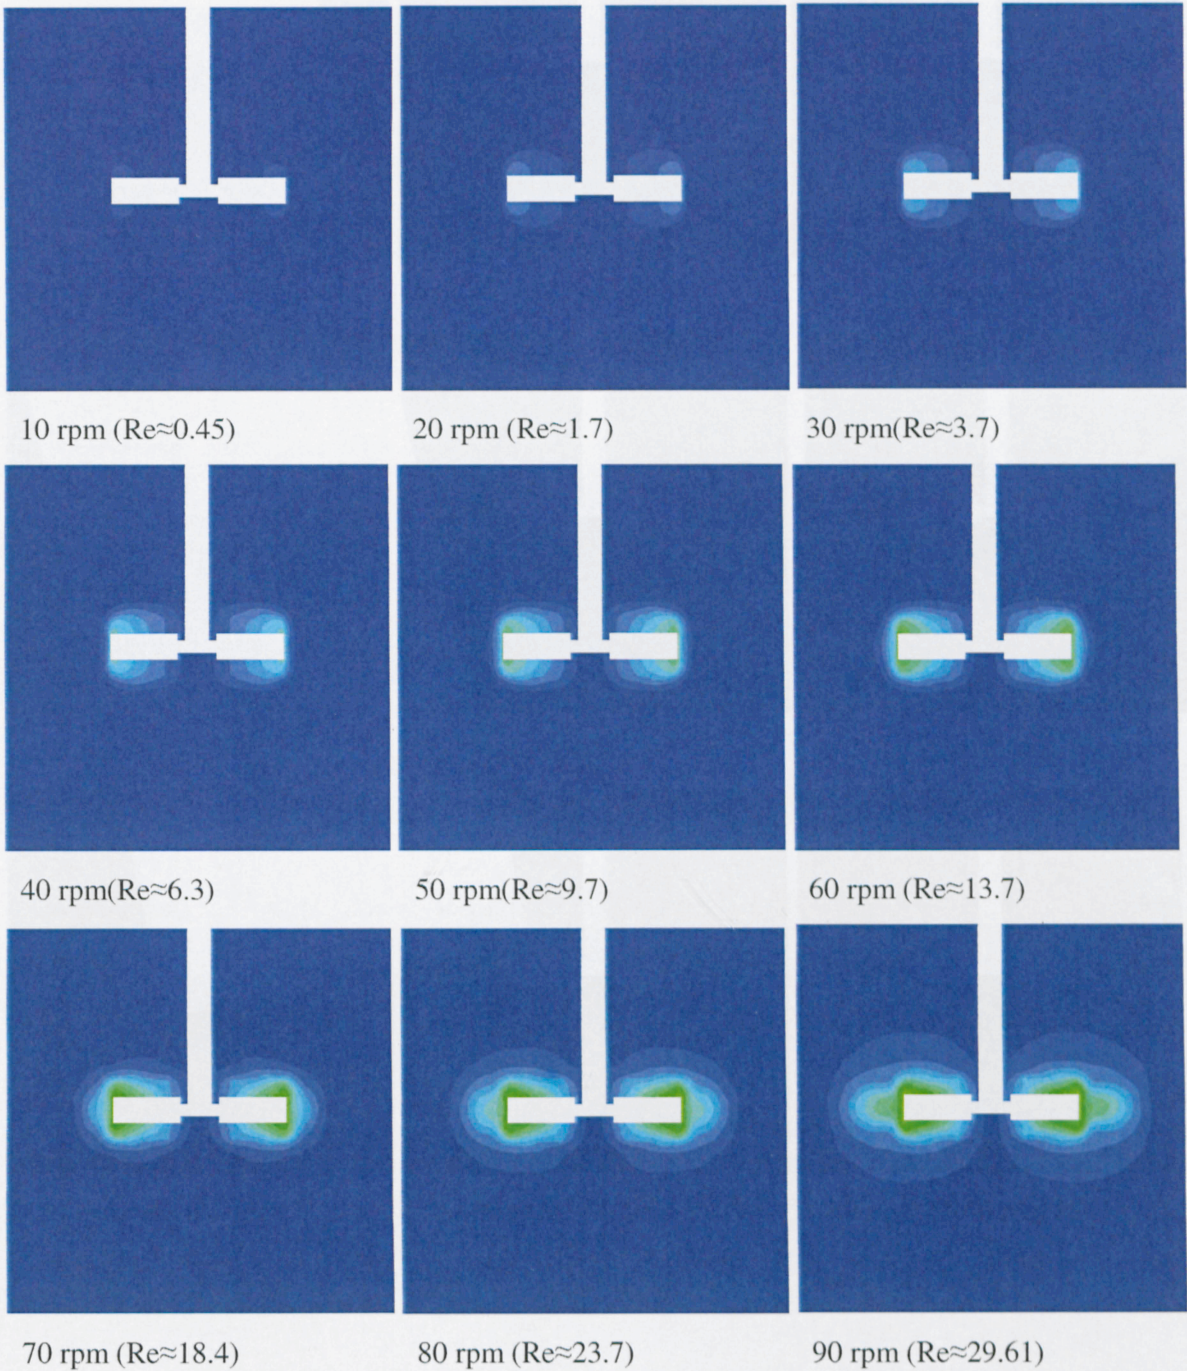 10 rpm (Re≈0.45)
20 rpm (Re≈1.7)
30 rpm(Re≈3.7)
40 rpm(Re≈6.3)
50 rpm(Re≈9.7)
60 rpm (Re≈13.7)
70 rpm (Re≈18.4)
80 rpm (Re≈23.7)
90 rpm (Re≈29.61)